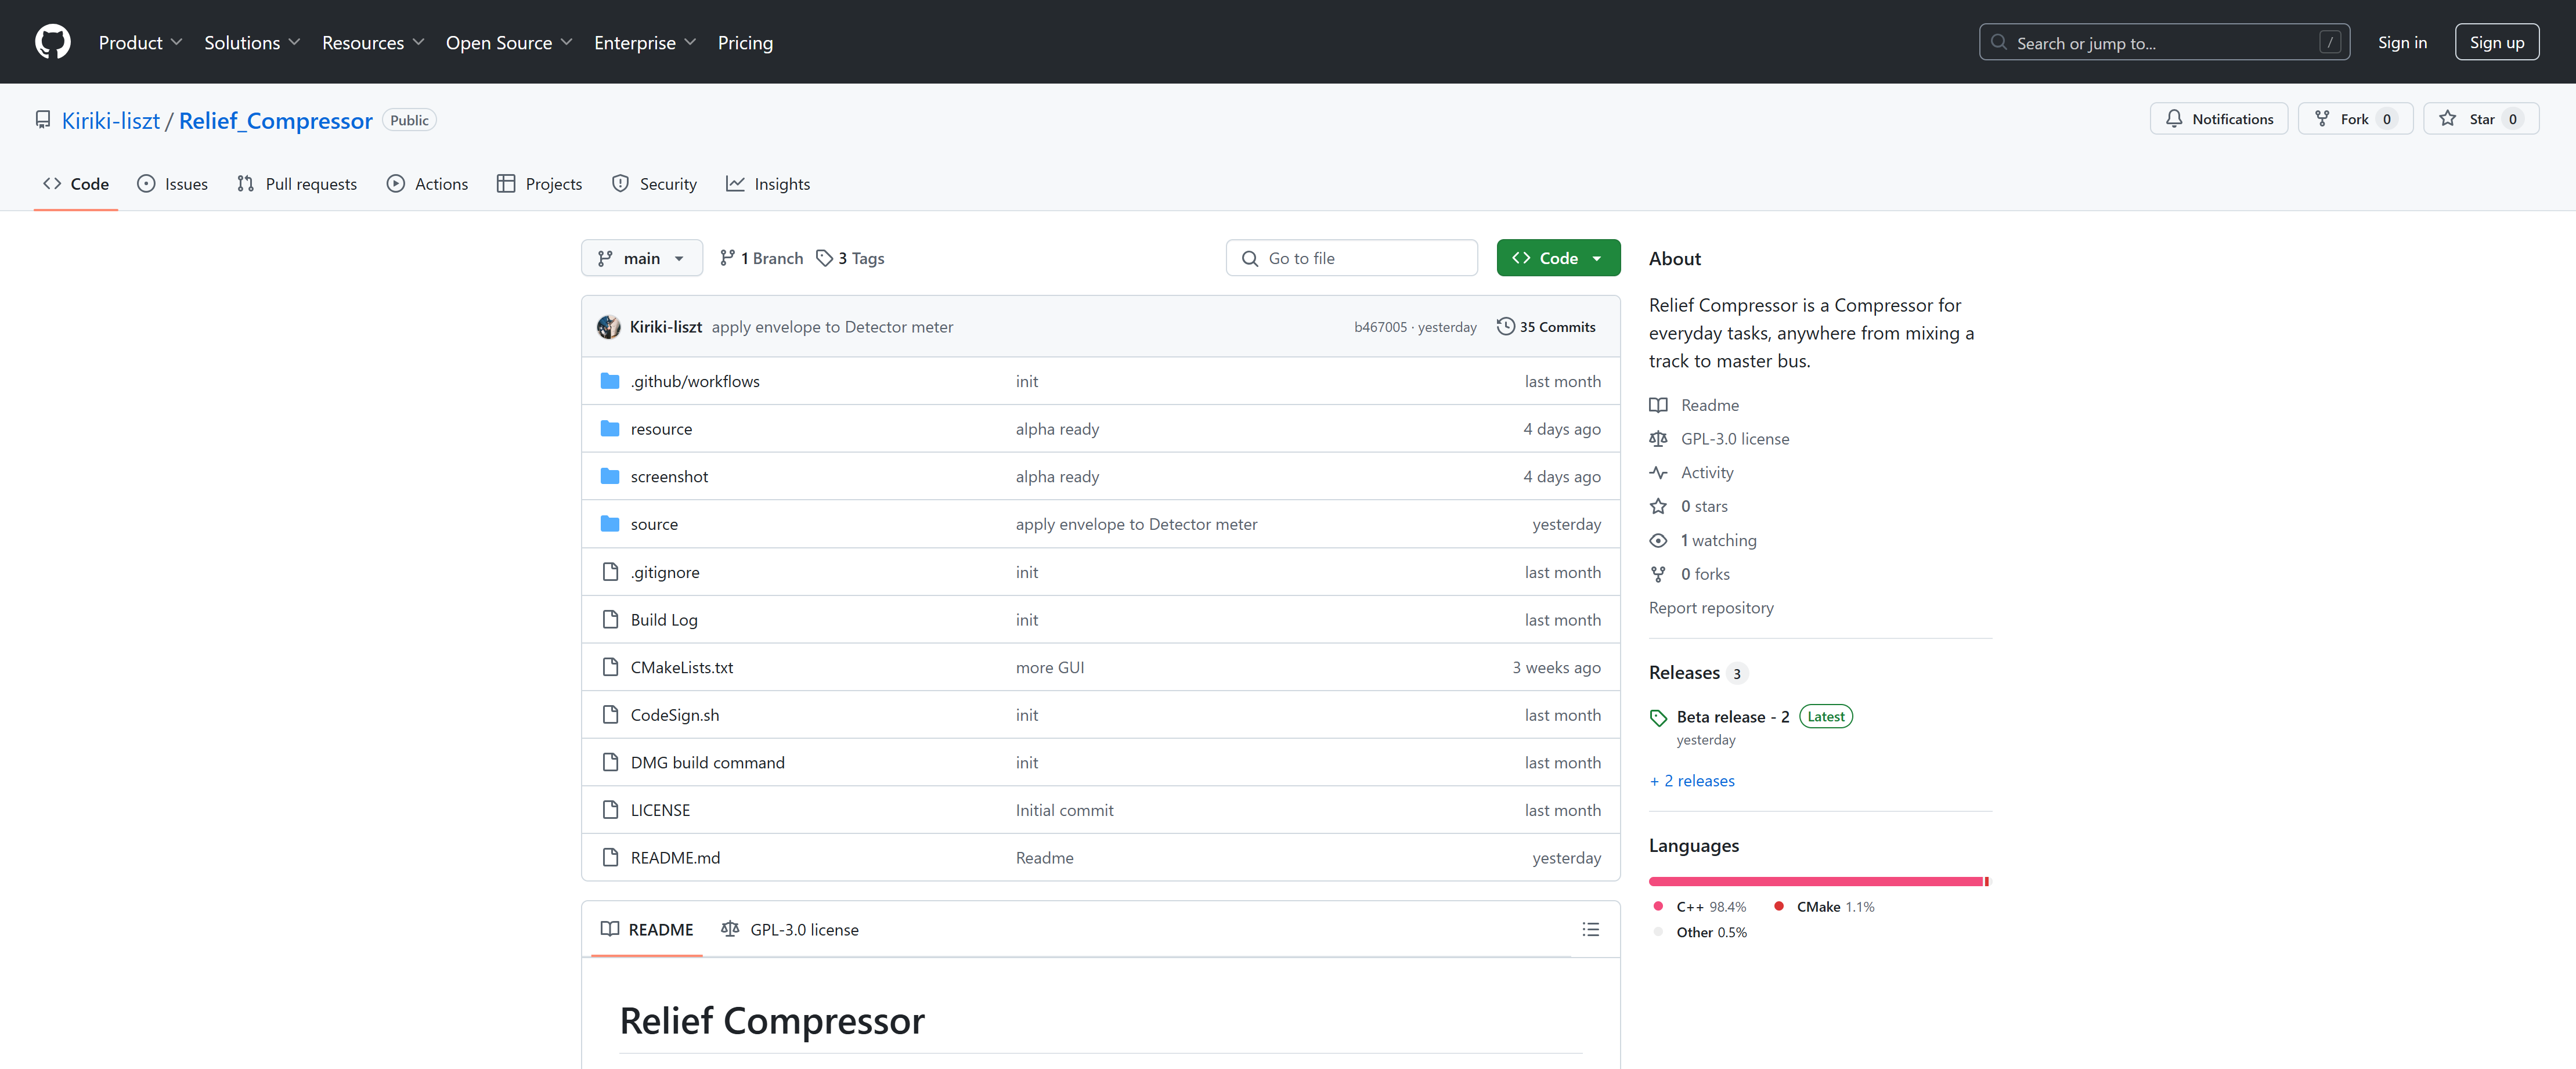 Product Solutions Resources Open Source Enterprise Pricing Search or jump to... / Sign in Sign up
Kiriki-liszt / Relief_Compressor Public Notifications Fork 0 Star 0
Code Issues Pull requests Actions Projects Security Insights
main 1 Branch 3 Tags Go to file Code
Kiriki-liszt apply envelope to Detector meter b467005 · yesterday 35 Commits
.github/workflows init last month
resource alpha ready 4 days ago
screenshot alpha ready 4 days ago
source apply envelope to Detector meter yesterday
.gitignore init last month
Build Log init last month
CMakeLists.txt more GUI 3 weeks ago
CodeSign.sh init last month
DMG build command init last month
LICENSE Initial commit last month
README.md Readme yesterday
README GPL-3.0 license
Relief Compressor
About
Relief Compressor is a Compressor for
everyday tasks, anywhere from mixing a
track to master bus.
Readme
GPL-3.0 license
Activity
0 stars
1 watching
0 forks
Report repository
Releases 3
Beta release - 2 Latest
yesterday
+ 2 releases
Languages
C++ 98.4% CMake 1.1%
Other 0.5%